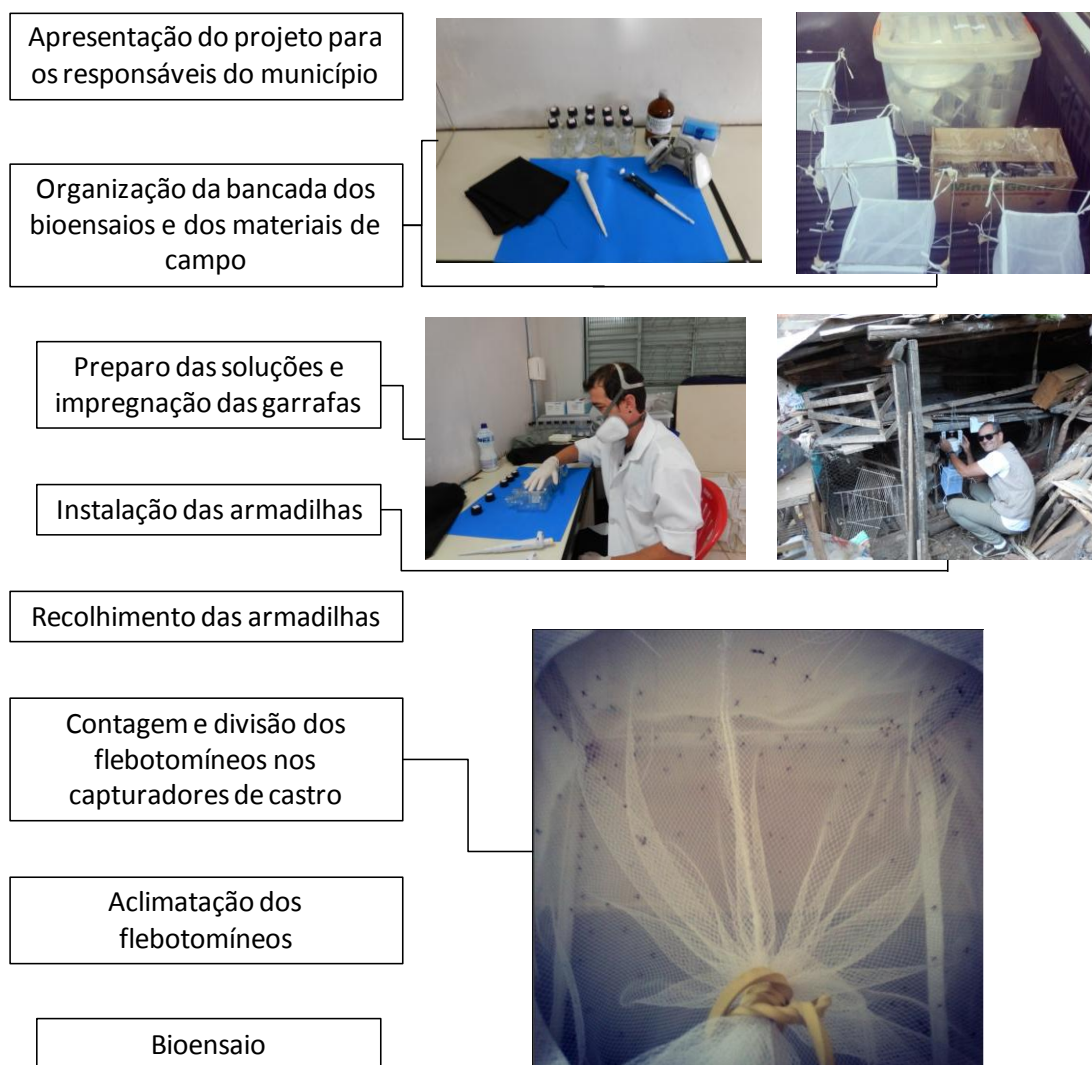 Apresentação do projeto para
os responsáveis do município
Organização da bancada dos
bioensaios e dos materiais de
campo
Preparo das soluções e
impregnação das garrafas
Instalação das armadilhas
Recolhimento das armadilhas
Contagem e divisão dos
flebotomíneos nos
capturadores de castro
Aclimatação dos
flebotomíneos
Bioensaio